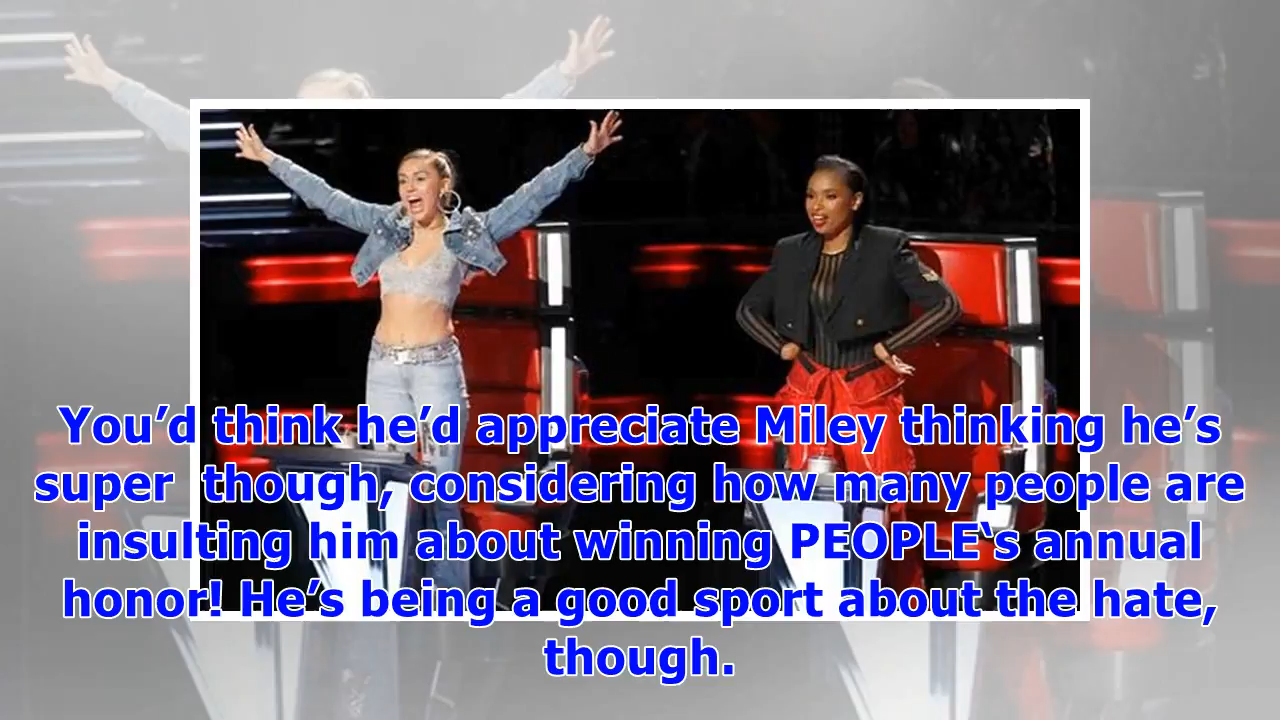 You’d think he’d appreciate Miley thinking he’s
super  though, considering how many people are
insulting him about winning PEOPLE‘s annual
honor! He’s being a good sport about the hate,
though.